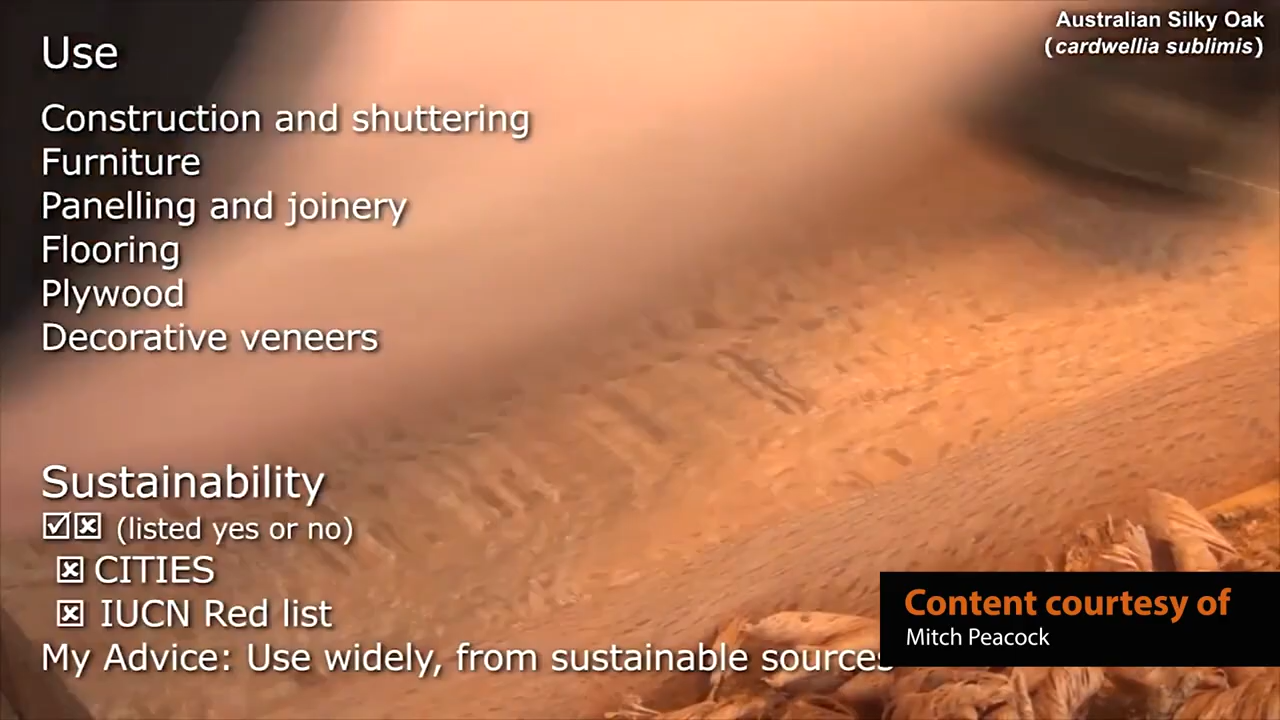 Australian Silky Oak
(cardwellia sublimis)
Use
Construction and shuttering
Furniture
Panelling and joinery
Flooring
Plywood
Decorative veneers
Sustainability
☑☒ (listed yes or no)
☒ CITIES
☒ IUCN Red list
My Advice: Use widely, from sustainable sources
Content courtesy of
Mitch Peacock